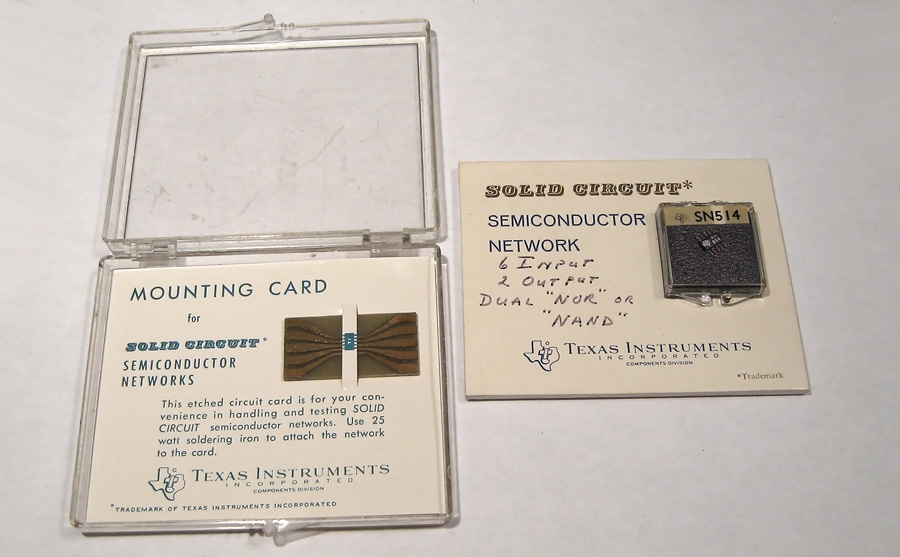 MOUNTING CARD
for
SOLID CIRCUIT*
SEMICONDUCTOR
NETWORKS
This etched circuit card is for your con-
venience in handling and testing SOLID
CIRCUIT semiconductor networks. Use 25
watt soldering iron to attach the network
to the card.
TEXAS INSTRUMENTS
INCORPORATED
COMPONENTS DIVISION
*TRADEMARK OF TEXAS INSTRUMENTS INCORPORATED
SOLID CIRCUIT*
SEMICONDUCTOR
NETWORK
6 INPUT
2 OUTPUT
DUAL "NOR" OR
"NAND"
SN514
TEXAS INSTRUMENTS
INCORPORATED
COMPONENTS DIVISION
*Trademark